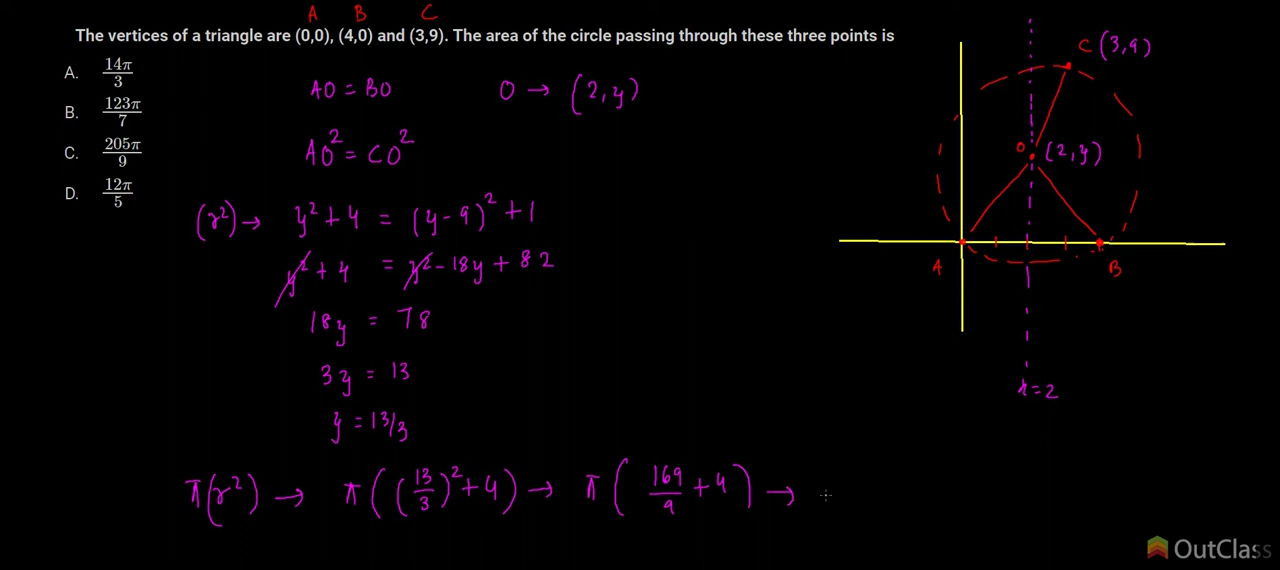 A B C
The vertices of a triangle are (0,0), (4,0) and (3,9). The area of the circle passing through these three points is
A. 14π/3
B. 123π/7
C. 205π/9
D. 12π/5
AO = BO
O → (2, y)
AO² = CO²
(r²) → y² + 4 = (y - 9)² + 1
y² + 4 = y² - 18y + 82
18y = 78
3y = 13
y = 13/3
π(r²) → π((13/3)² + 4) → π(169/9 + 4) →
C (3,9)
O (2, y)
A
B
x = 2
OutClass